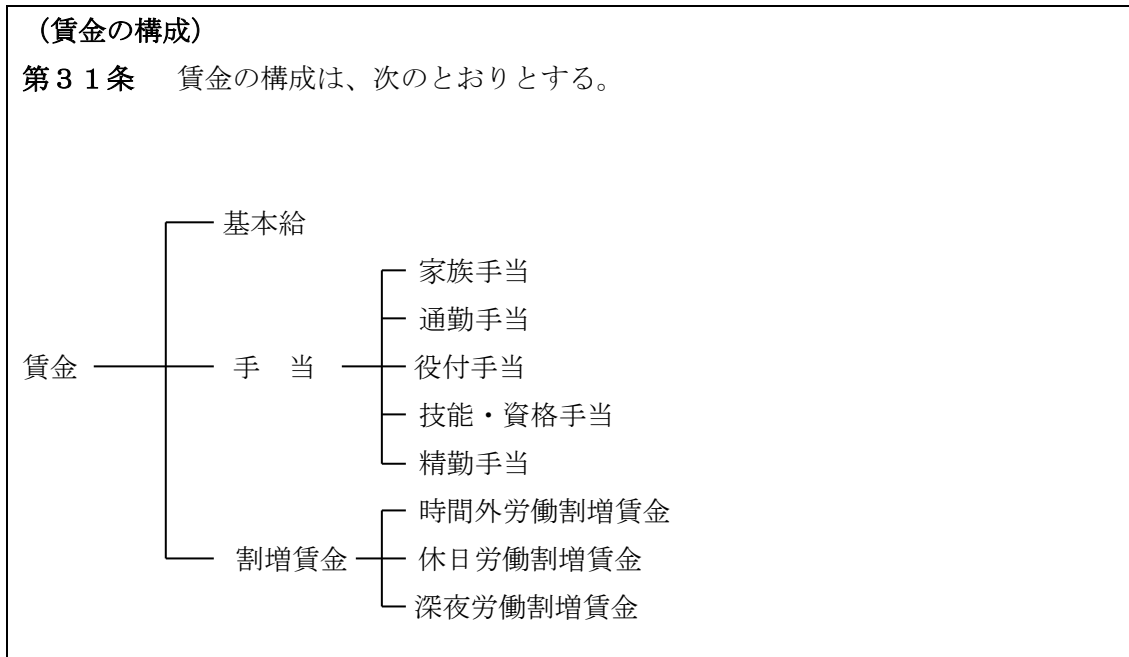 （賃金の構成）
第３１条　賃金の構成は、次のとおりとする。
基本給
家族手当
通勤手当
賃金　手　当　役付手当
技能・資格手当
精勤手当
時間外労働割増賃金
割増賃金　休日労働割増賃金
深夜労働割増賃金